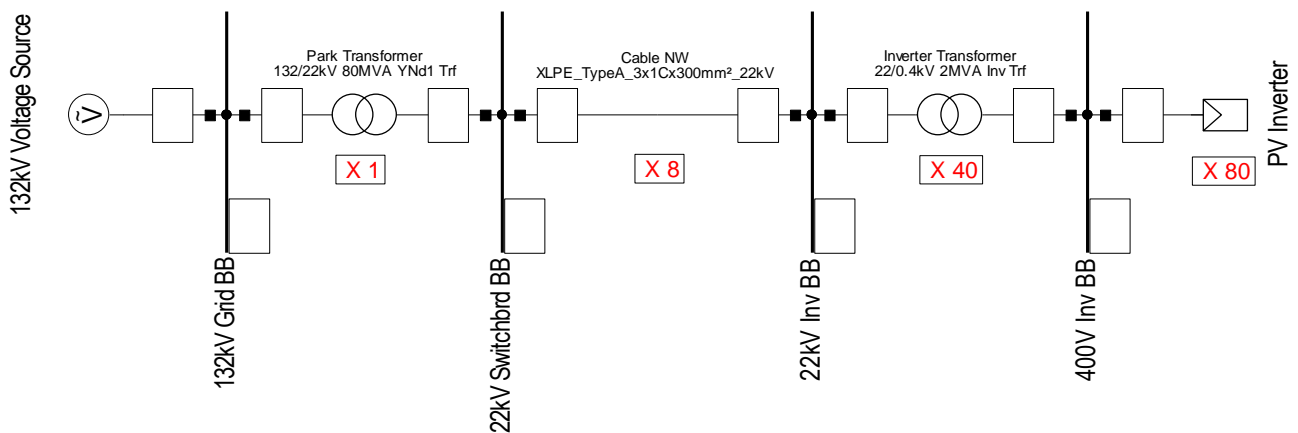 132kV Voltage Source
V
Park Transformer
132/22kV 80MVA YNd1 Trf
Cable NW
XLPE_TypeA_3x1Cx300mm²_22kV
Inverter Transformer
22/0.4kV 2MVA Inv Trf
PV Inverter
X 1
X 8
X 40
X 80
132kV Grid BB
22kV Switchbrd BB
22kV Inv BB
400V Inv BB